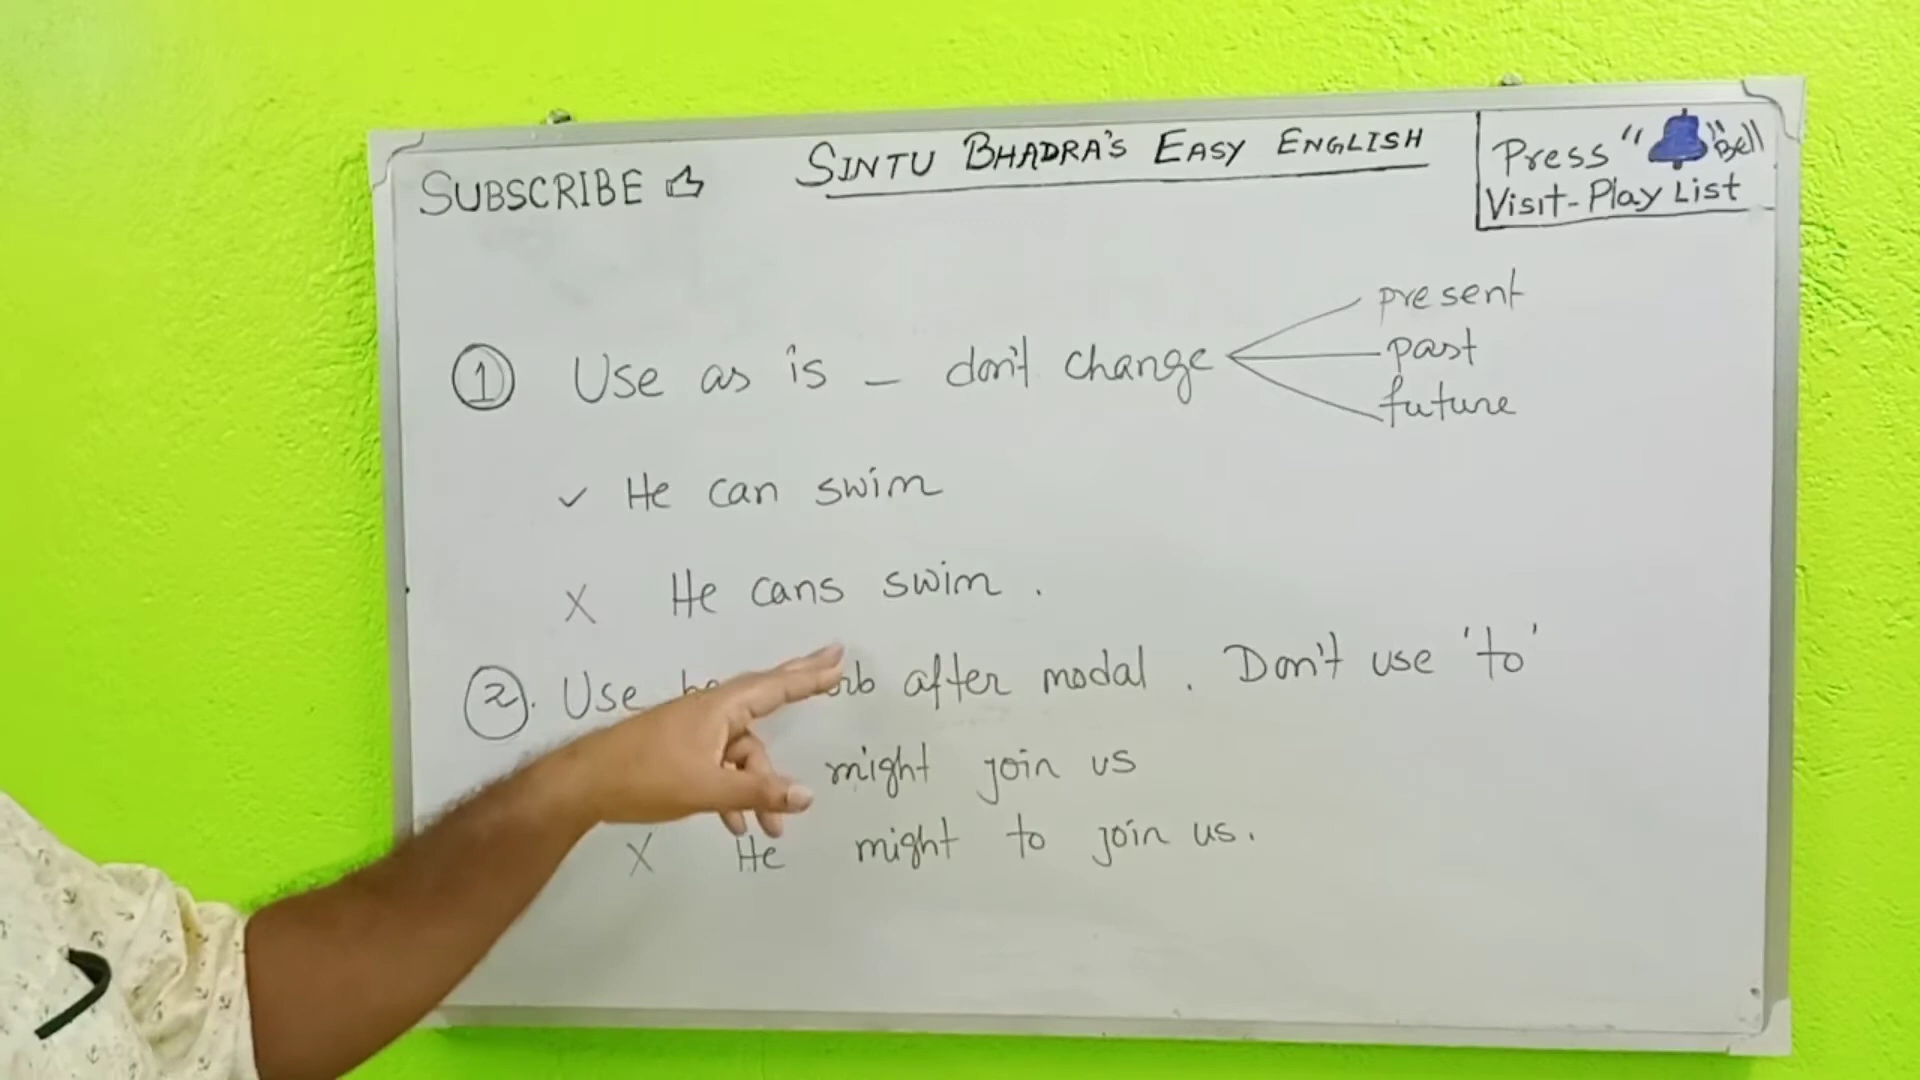 SUBSCRIBE
SINTU BHADRA'S EASY ENGLISH
Press "Bell"
Visit-Play List
① Use as is – don't change
present
past
future
✓ He can swim
X He cans swim.
②. Use after modal. Don't use 'to'
might join us
X He might to join us.